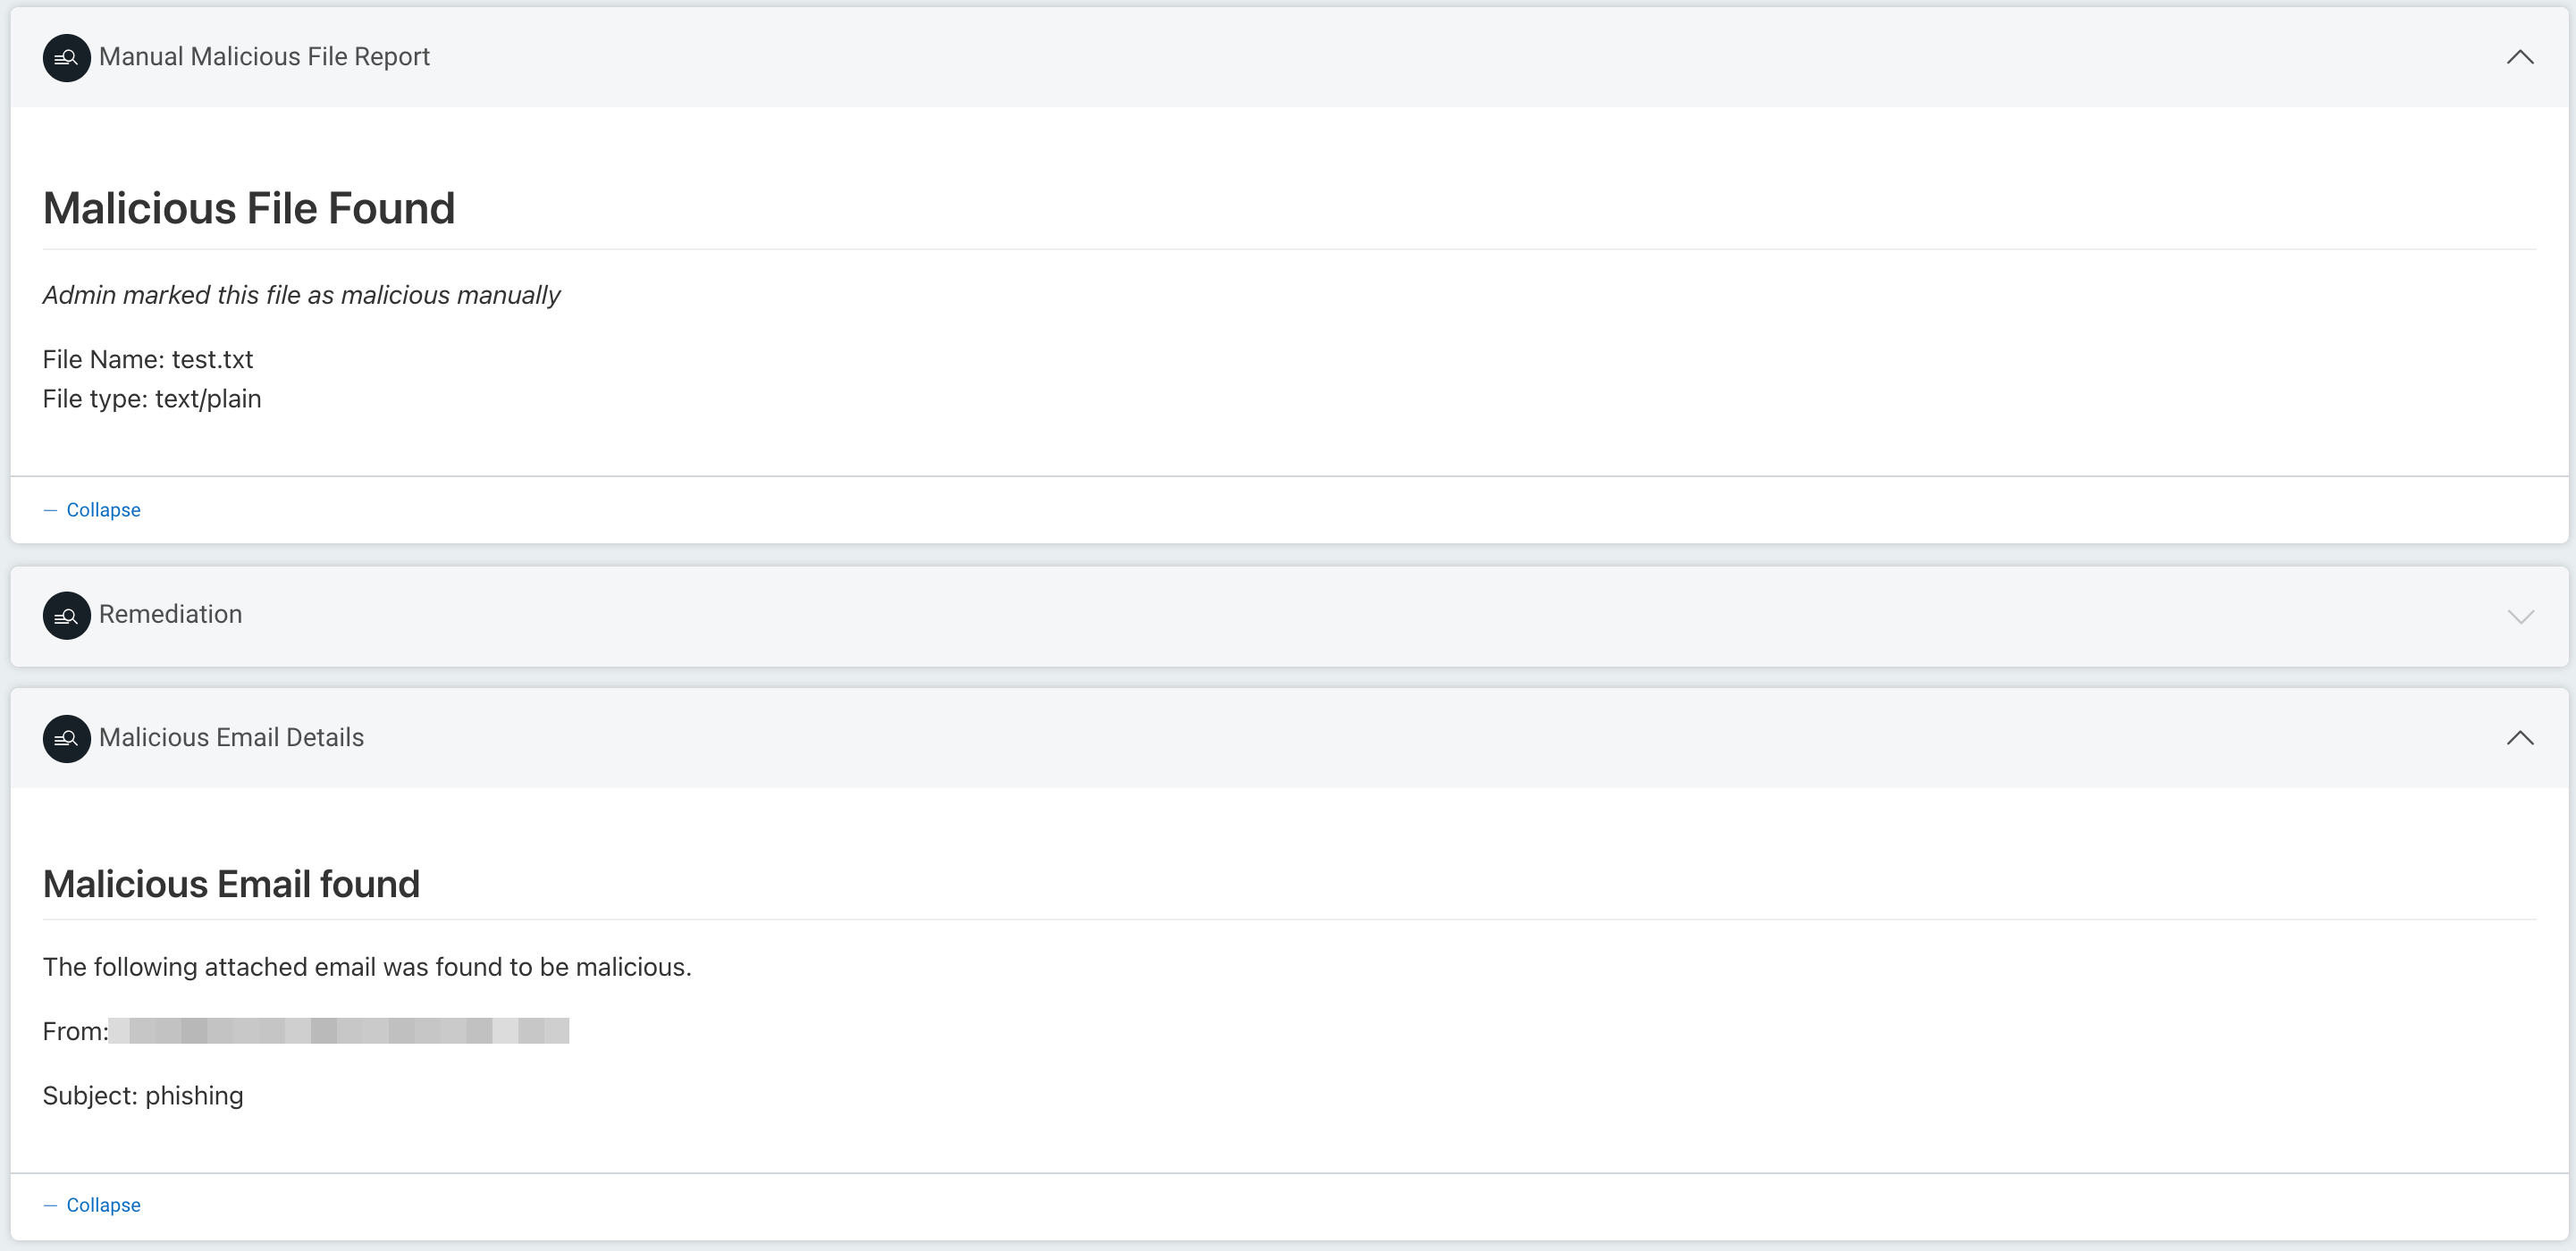 Manual Malicious File Report
Malicious File Found
Admin marked this file as malicious manually
File Name: test.txt
File type: text/plain
— Collapse
Remediation
Malicious Email Details
Malicious Email found
The following attached email was found to be malicious.
From:
Subject: phishing
— Collapse